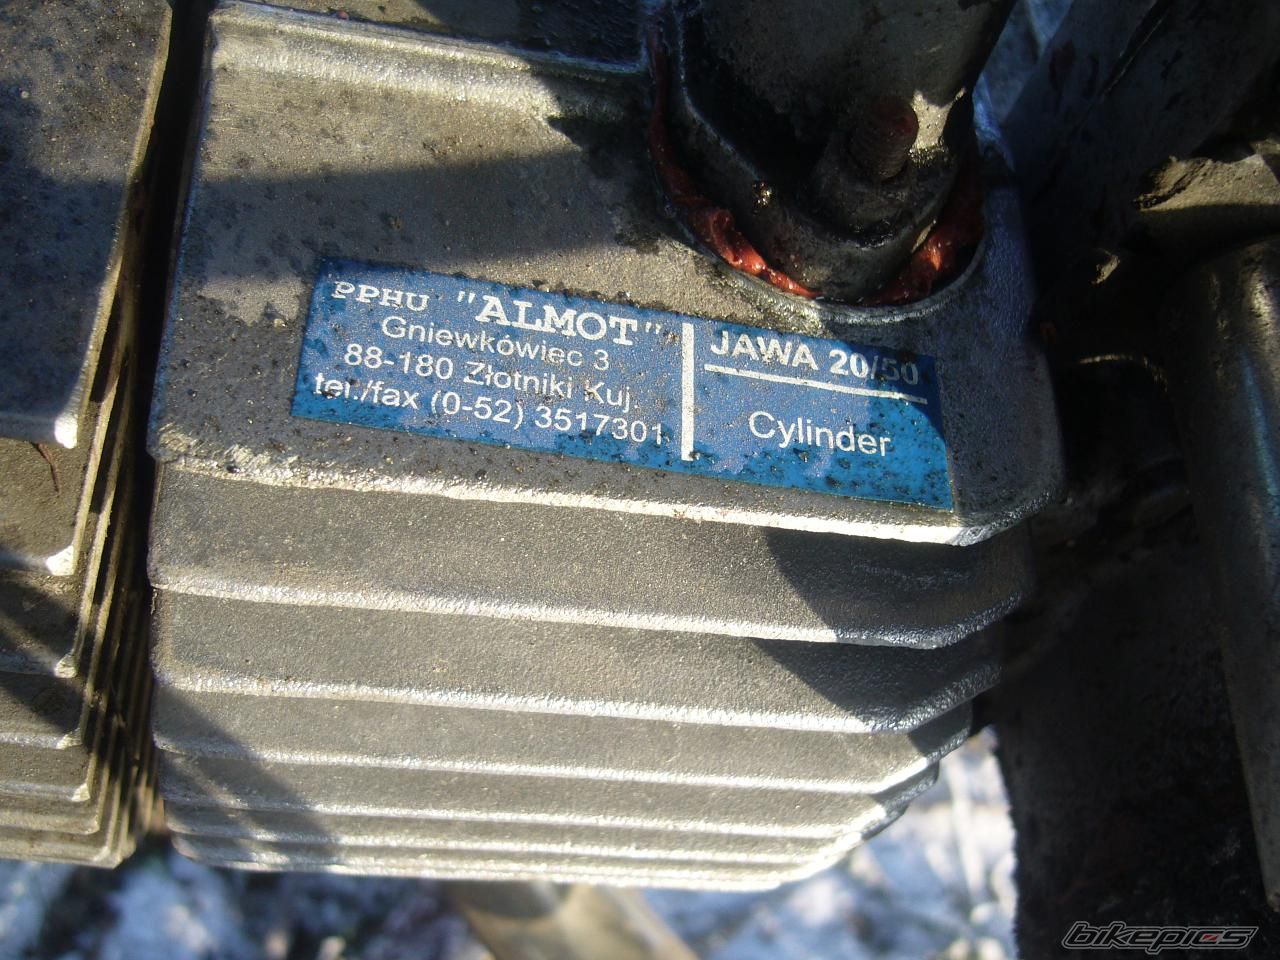 PPHU "ALMOT"
Gniewkówiec 3
88-180 Złotniki Kuj.
tel./fax (0-52) 3517301
JAWA 20/50
Cylinder
bikepics